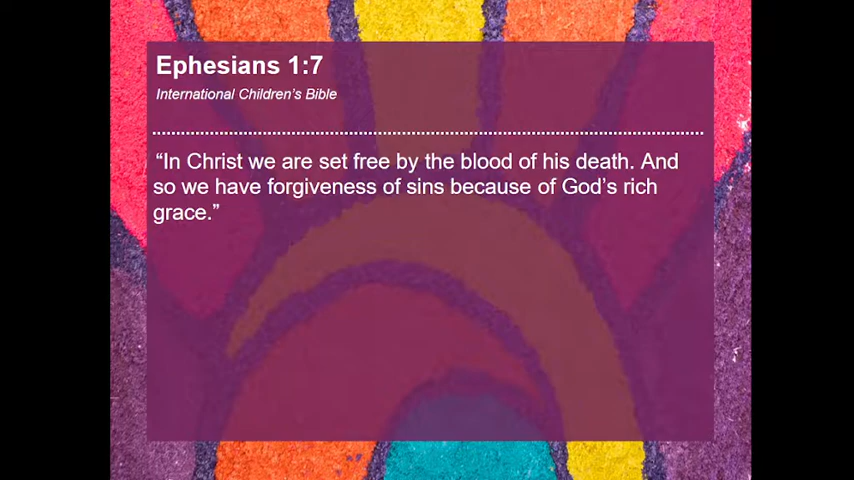 Ephesians 1:7
International Children’s Bible
“In Christ we are set free by the blood of his death. And
so we have forgiveness of sins because of God’s rich
grace.”